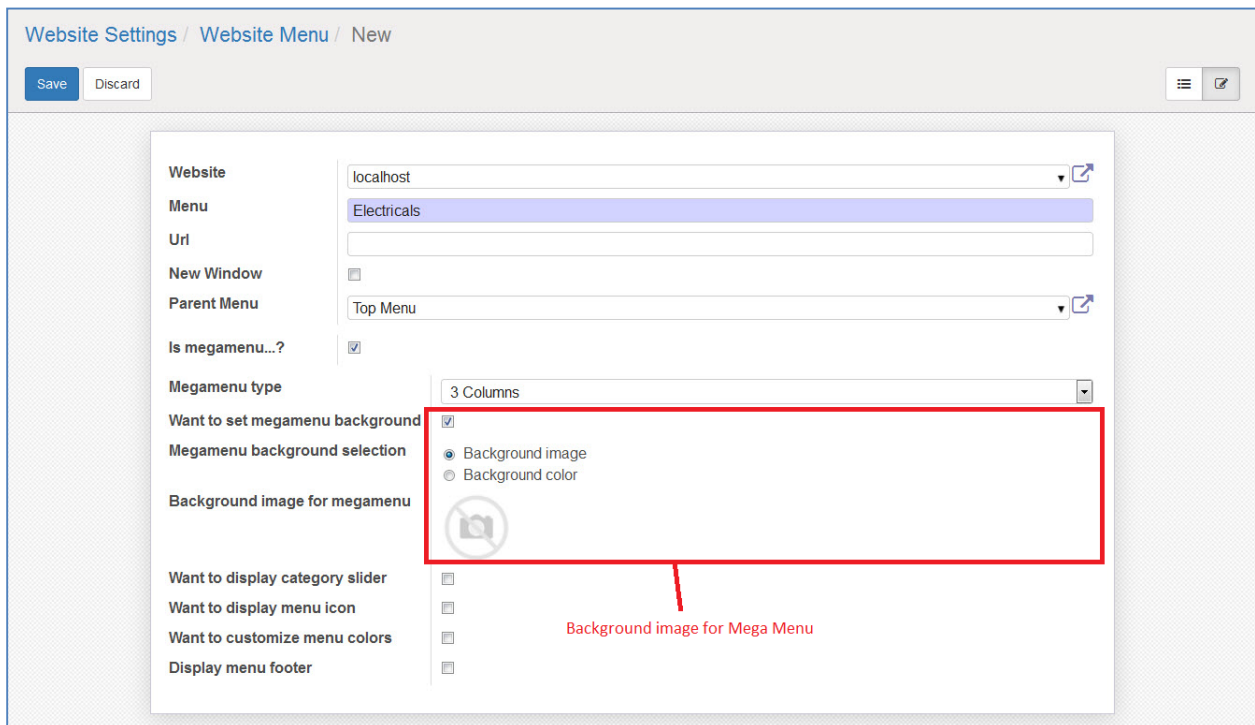 Website Settings / Website Menu / New
Save Discard
Website localhost
Menu Electricals
Url
New Window
Parent Menu Top Menu
Is megamenu...?
Megamenu type 3 Columns
Want to set megamenu background
Megamenu background selection Background image
Background color
Background image for megamenu
Want to display category slider
Want to display menu icon
Want to customize menu colors
Background image for Mega Menu
Display menu footer